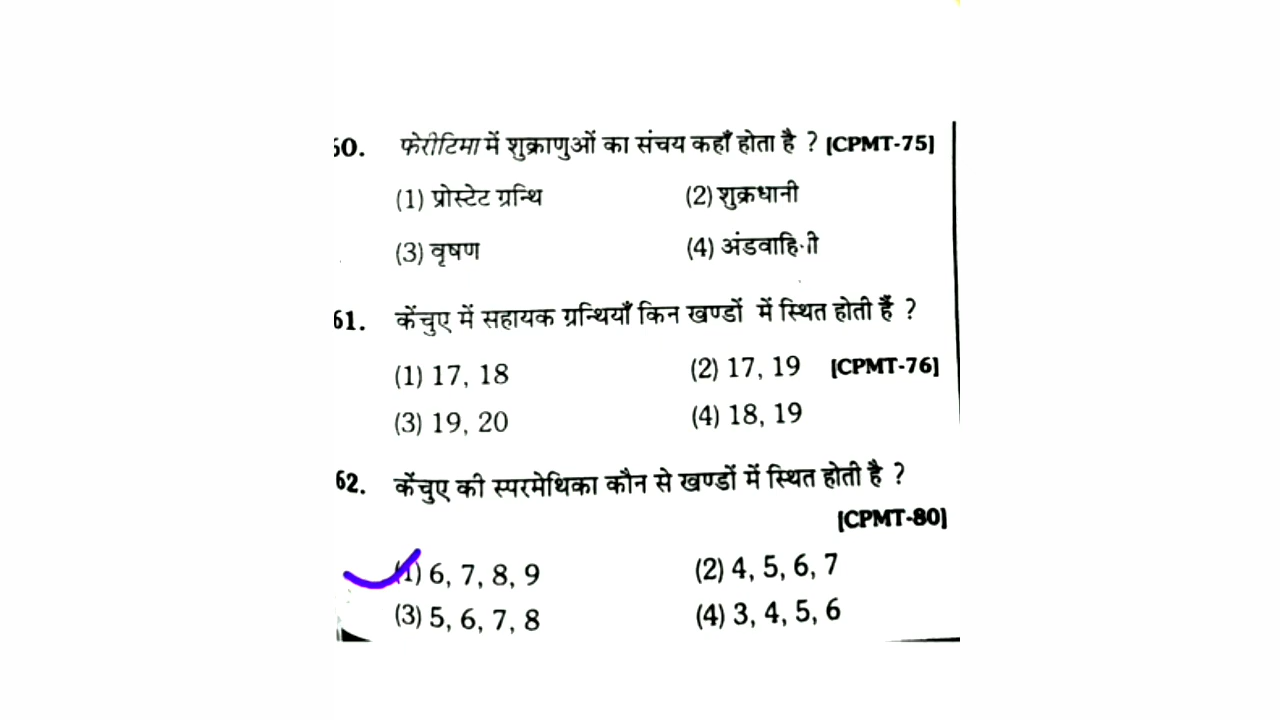 60. फेरीटिमा में शुक्राणुओं का संचय कहाँ होता है ? [CPMT-75]
(1) प्रोस्टेट ग्रन्थि (2) शुक्रधानी
(3) वृषण (4) अंडवाहिनी
61. केंचुए में सहायक ग्रन्थियाँ किन खण्डों में स्थित होती हैं ?
(1) 17, 18 (2) 17, 19 [CPMT-76]
(3) 19, 20 (4) 18, 19
62. केंचुए की स्परमेथिका कौन से खण्डों में स्थित होती है ?
[CPMT-80]
(1) 6, 7, 8, 9 (2) 4, 5, 6, 7
(3) 5, 6, 7, 8 (4) 3, 4, 5, 6